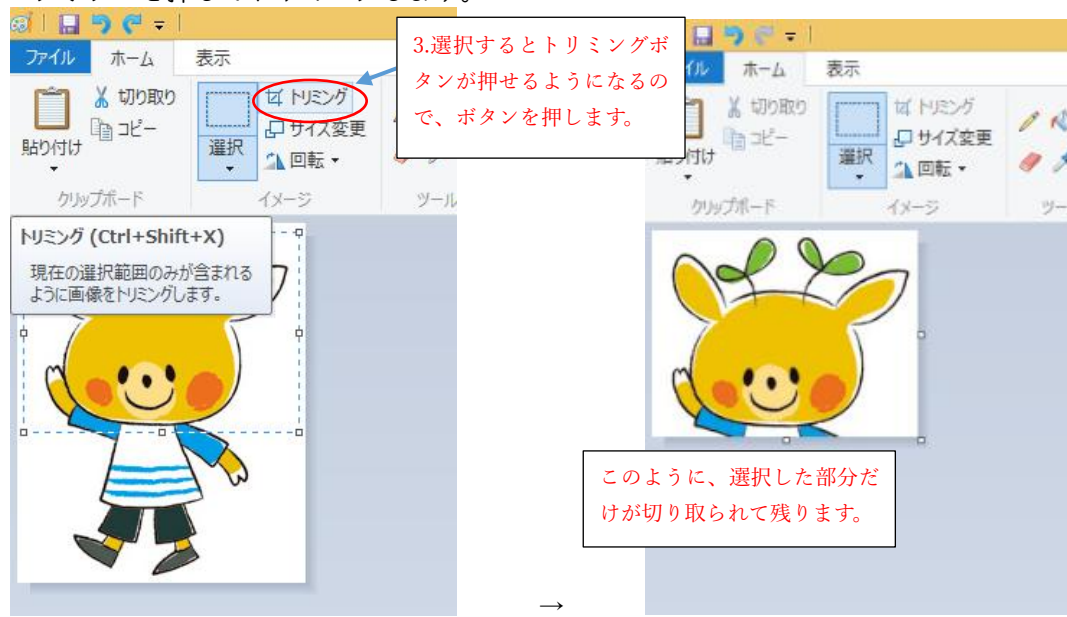 3.選択するとトリミングボ
タンが押せるようになるの
で、ボタンを押します。
ファイル ホーム 表示
切り取り
コピー
貼り付け
クリップボード
選択
トリミング
サイズ変更
回転
イメージ
ツール
トリミング (Ctrl+Shift+X)
現在の選択範囲のみが含まれる
ように画像をトリミングします。
→
イル ホーム 表示
切り取り
コピー
付け
クリップボード
選択
トリミング
サイズ変更
回転
イメージ
ツー
このように、選択した部分だ
けが切り取られて残ります。